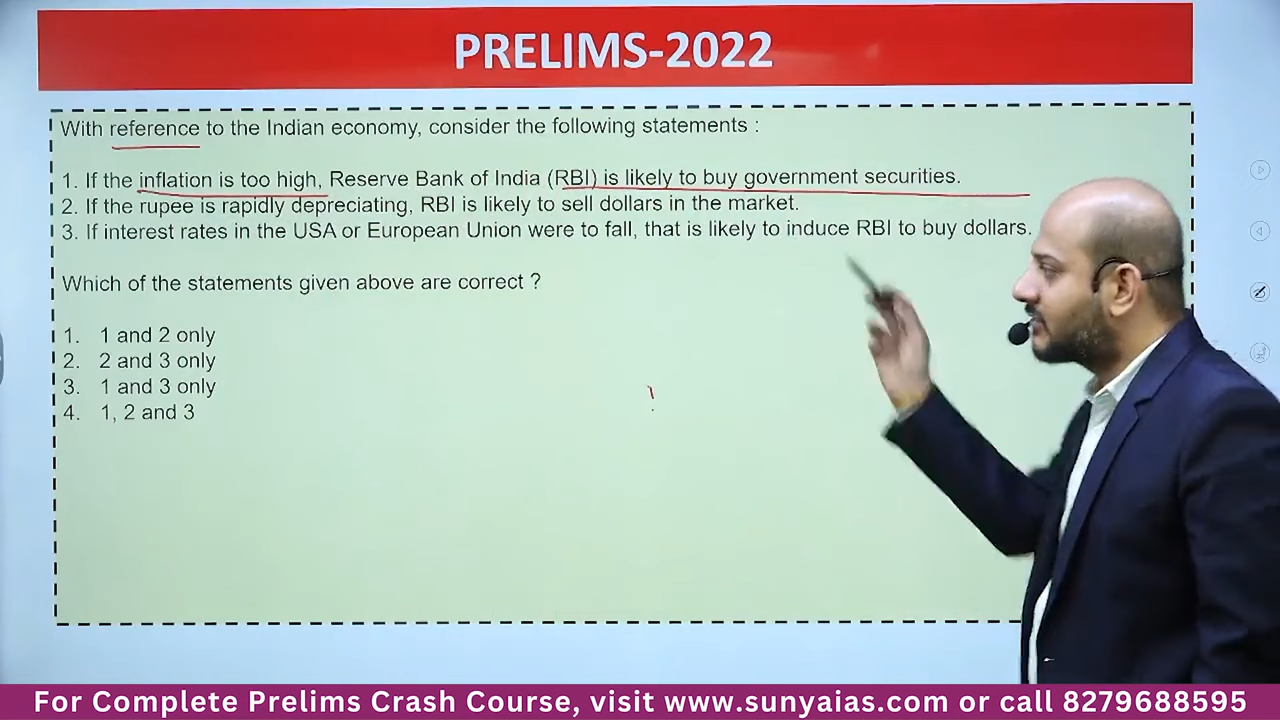 PRELIMS-2022
With reference to the Indian economy, consider the following statements :
1. If the inflation is too high, Reserve Bank of India (RBI) is likely to buy government securities.
2. If the rupee is rapidly depreciating, RBI is likely to sell dollars in the market.
3. If interest rates in the USA or European Union were to fall, that is likely to induce RBI to buy dollars.
Which of the statements given above are correct ?
1. 1 and 2 only
2. 2 and 3 only
3. 1 and 3 only
4. 1, 2 and 3
For Complete Prelims Crash Course, visit www.sunyaias.com or call 8279688595